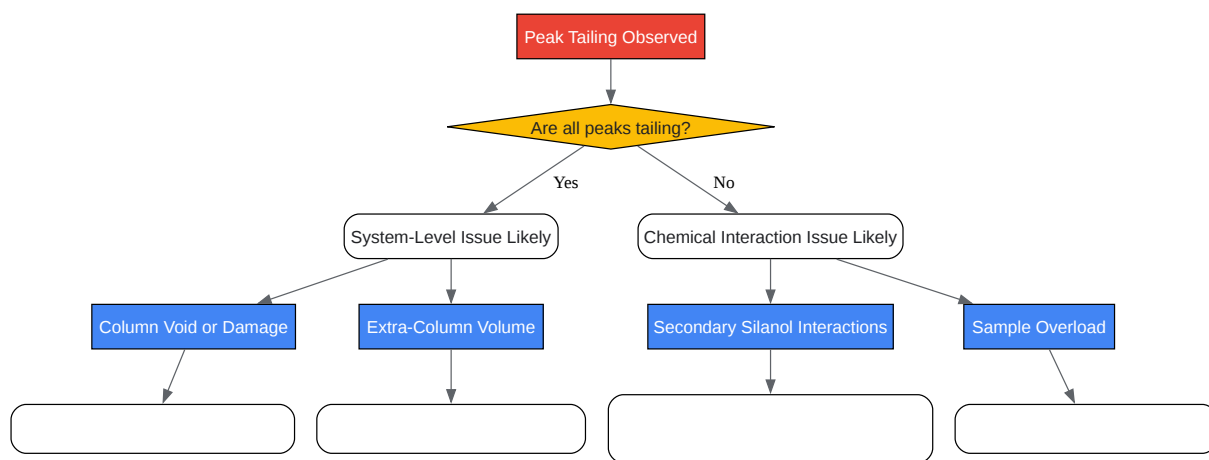 Peak Tailing Observed
Are all peaks tailing?
Yes
No
System-Level Issue Likely
Chemical Interaction Issue Likely
Column Void or Damage
Extra-Column Volume
Secondary Silanol Interactions
Sample Overload